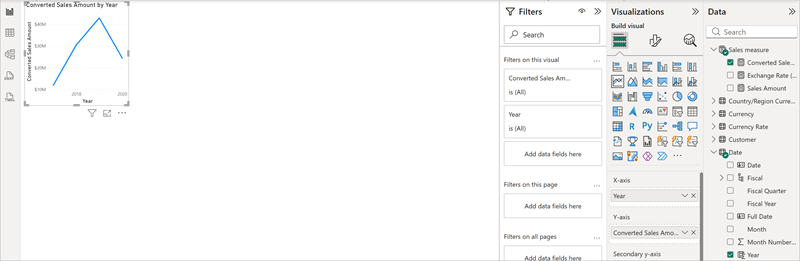 Converted Sales Amount by Year
Converted Sales Amount
$40M
$30M
$20M
$10M
2018
2020
Year
Filters
Search
Filters on this visual
Converted Sales Am...
is (All)
Year
is (All)
Add data fields here
Filters on this page
Add data fields here
Filters on all pages
Add data fields here
Visualizations
Build visual
R
Py
X-axis
Year
Y-axis
Converted Sales Amo...
Secondary y-axis
Data
Search
Sales measure
Converted Sale...
Exchange Rate (...
Sales Amount
Country/Region Curre...
Currency
Currency Rate
Customer
Date
Date
Fiscal
Fiscal Quarter
Fiscal Year
Full Date
Month
Month Number...
Year